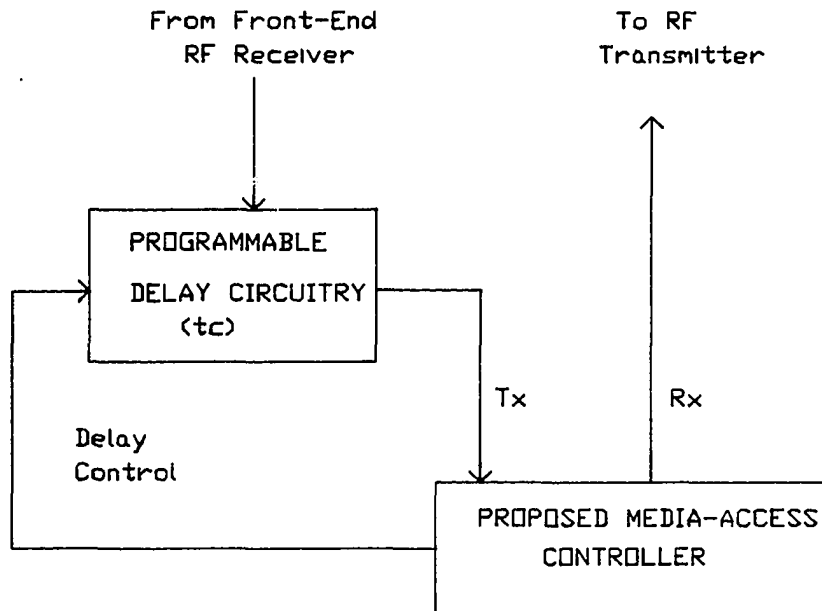 From Front-End
RF Receiver
To RF
Transmitter
PROGRAMMABLE
DELAY CIRCUITRY
(tc)
Tx
Rx
Delay
Control
PROPOSED MEDIA-ACCESS
CONTROLLER